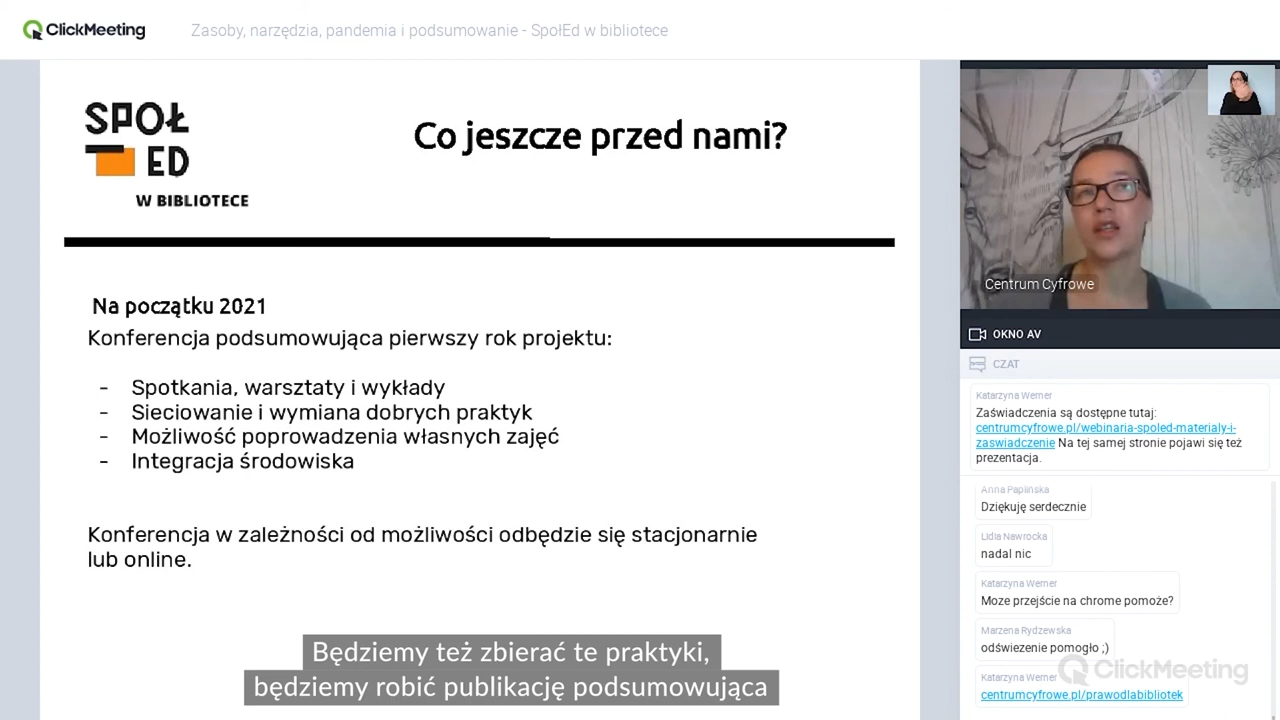 ClickMeeting
Zasoby, narzędzia, pandemia i podsumowanie - SpołEd w bibliotece
SPOŁ
ED
W BIBLIOTECE
Co jeszcze przed nami?
Na początku 2021
Konferencja podsumowująca pierwszy rok projektu:
- Spotkania, warsztaty i wykłady
- Sieciowanie i wymiana dobrych praktyk
- Możliwość poprowadzenia własnych zajęć
- Integracja środowiska
Konferencja w zależności od możliwości odbędzie się stacjonarnie
lub online.
Będziemy też zbierać te praktyki,
będziemy robić publikację podsumowująca
Centrum Cyfrowe
OKNO AV
CZAT
Katarzyna Werner
Zaświadczenia są dostępne tutaj:
centrumcyfrowe.pl/webinaria-spoled-materialy-i-
zaswiadczenie Na tej samej stronie pojawi się też
prezentacja.
Anna Paplińska
Dziękuję serdecznie
Lidia Nawrocka
nadal nic
Katarzyna Werner
Moze przejście na chrome pomoże?
Marzena Rydzewska
odświezenie pomogło ;)
Katarzyna Werner
centrumcyfrowe.pl/prawodlabibliotek
ClickMeeting